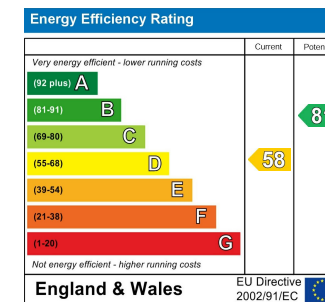 Energy Efficiency Rating
Current
Very energy efficient - lower running costs
(92 plus) A
(81-91) B
(69-80) C
(55-68) D
58
(39-54) E
(21-38) F
(1-20) G
Not energy efficient - higher running costs
England & Wales
EU Directive
2002/91/EC